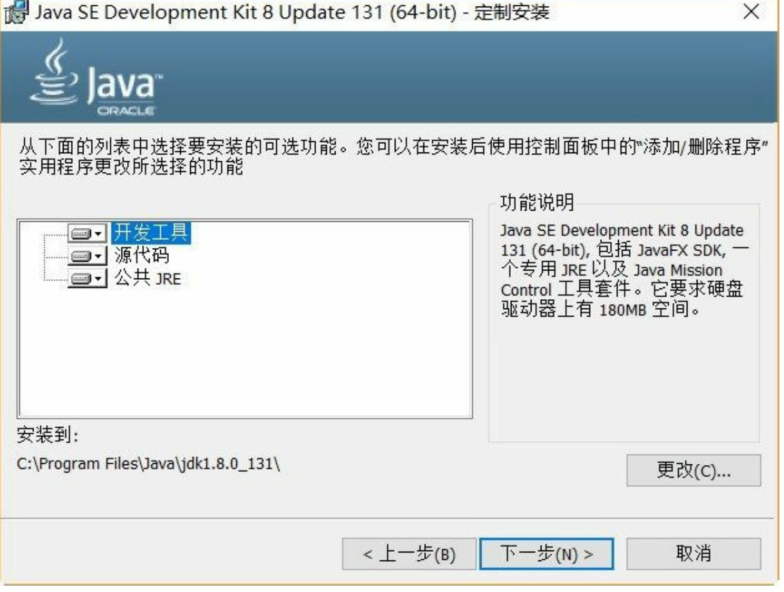 Java SE Development Kit 8 Update 131 (64-bit) - 定制安装
Java™
ORACLE
从下面的列表中选择要安装的可选功能。您可以在安装后使用控制面板中的“添加/删除程序”
实用程序更改所选择的功能
功能说明
开发工具
源代码
公共 JRE
Java SE Development Kit 8 Update
131 (64-bit), 包括 JavaFX SDK, 一
个专用 JRE 以及 Java Mission
Control 工具套件。它要求硬盘
驱动器上有 180MB 空间。
安装到:
C:\Program Files\Java\jdk1.8.0_131\
更改(C)...
< 上一步(B)
下一步(N) >
取消